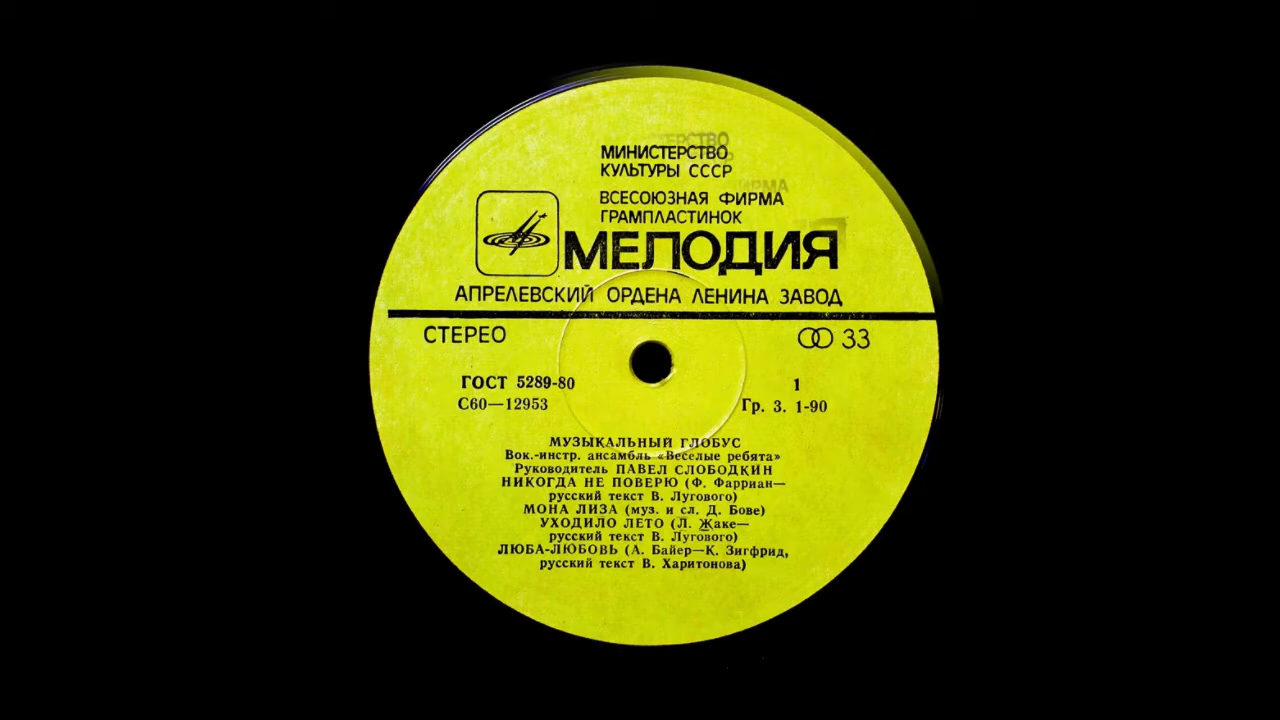 МИНИСТЕРСТВО
КУЛЬТУРЫ СССР
ВСЕСОЮЗНАЯ ФИРМА
ГРАМПЛАСТИНОК
МЕЛОДИЯ
АПРЕЛЕВСКИЙ ОРДЕНА ЛЕНИНА ЗАВОД
СТЕРЕО 33
ГОСТ 5289-80 1
С60—12953 Гр. 3. 1-90
МУЗЫКАЛЬНЫЙ ГЛОБУС
Вок.-инстр. ансамбль «Веселые ребята»
Руководитель ПАВЕЛ СЛОБОДКИН
НИКОГДА НЕ ПОВЕРЮ (Ф. Фарриан—
русский текст В. Лугового)
МОНА ЛИЗА (муз. и сл. Д. Бове)
УХОДИЛО ЛЕТО (Л. Жаке—
русский текст В. Лугового)
ЛЮБА-ЛЮБОВЬ (А. Байер—К. Зигфрид,
русский текст В. Харитонова)